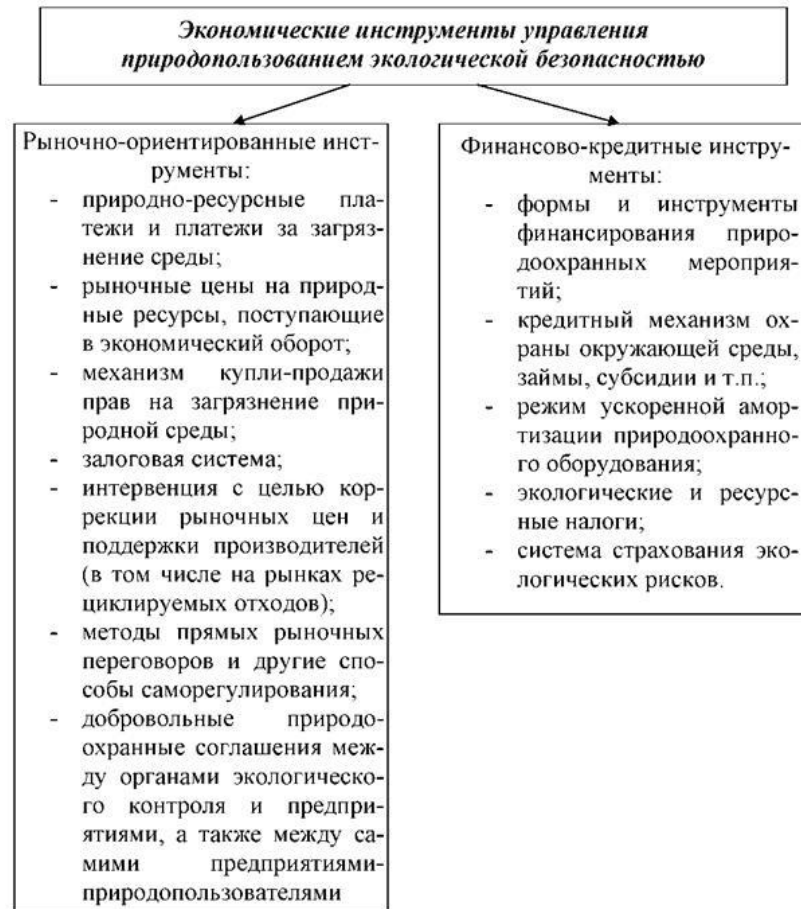 Экономические инструменты управления
природопользованием экологической безопасностью
Рыночно-ориентированные инст-
рументы:
- природно-ресурсные пла-
тежи и платежи за загряз-
нение среды;
- рыночные цены на природ-
ные ресурсы, поступающие
в экономический оборот;
- механизм купли-продажи
прав на загрязнение при-
родной среды;
- залоговая система;
- интервенция с целью кор-
рекции рыночных цен и
поддержки производителей
(в том числе на рынках ре-
циклируемых отходов);
- методы прямых рыночных
переговоров и другие спо-
собы саморегулирования;
- добровольные природо-
охранные соглашения меж-
ду органами экологическо-
го контроля и предпри-
ятиями, а также между са-
мими предприятиями-
природопользователями
Финансово-кредитные инстру-
менты:
- формы и инструменты
финансирования приро-
доохранных мероприя-
тий;
- кредитный механизм ох-
раны окружающей среды,
займы, субсидии и т.п.;
- режим ускоренной амор-
тизации природоохранно-
го оборудования;
- экологические и ресурс-
ные налоги;
- система страхования эко-
логических рисков.